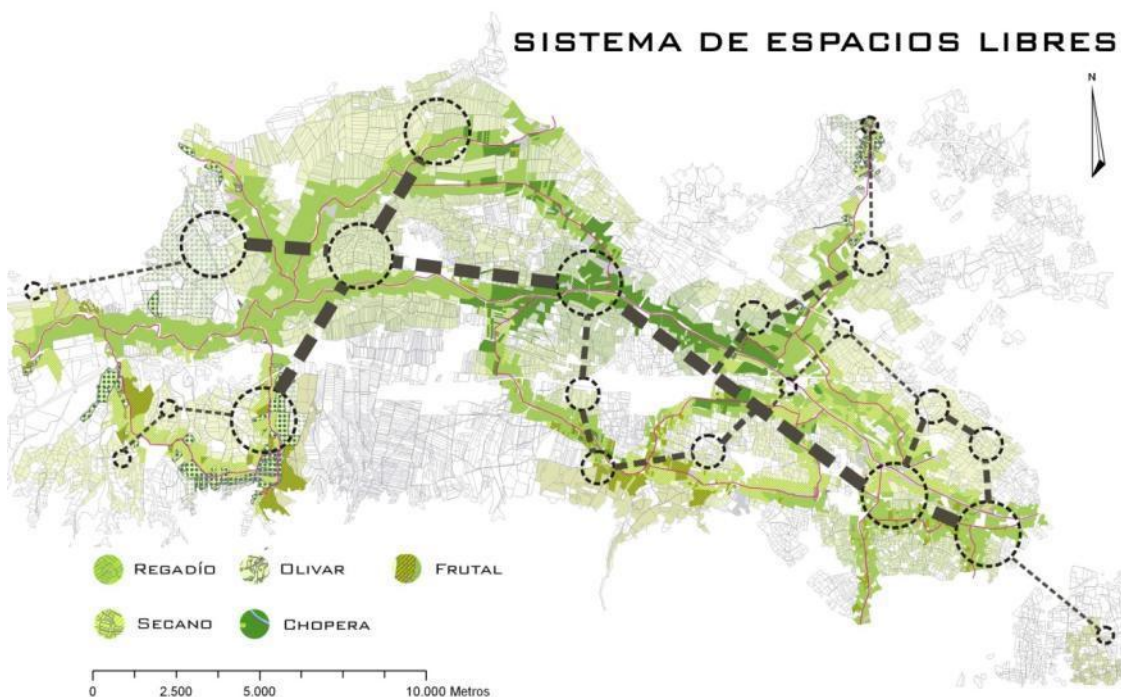 SISTEMA DE ESPACIOS LIBRES
N
REGADÍO
OLIVAR
FRUTAL
SECANO
CHOPERA
0 2.500 5.000 10.000 Metros